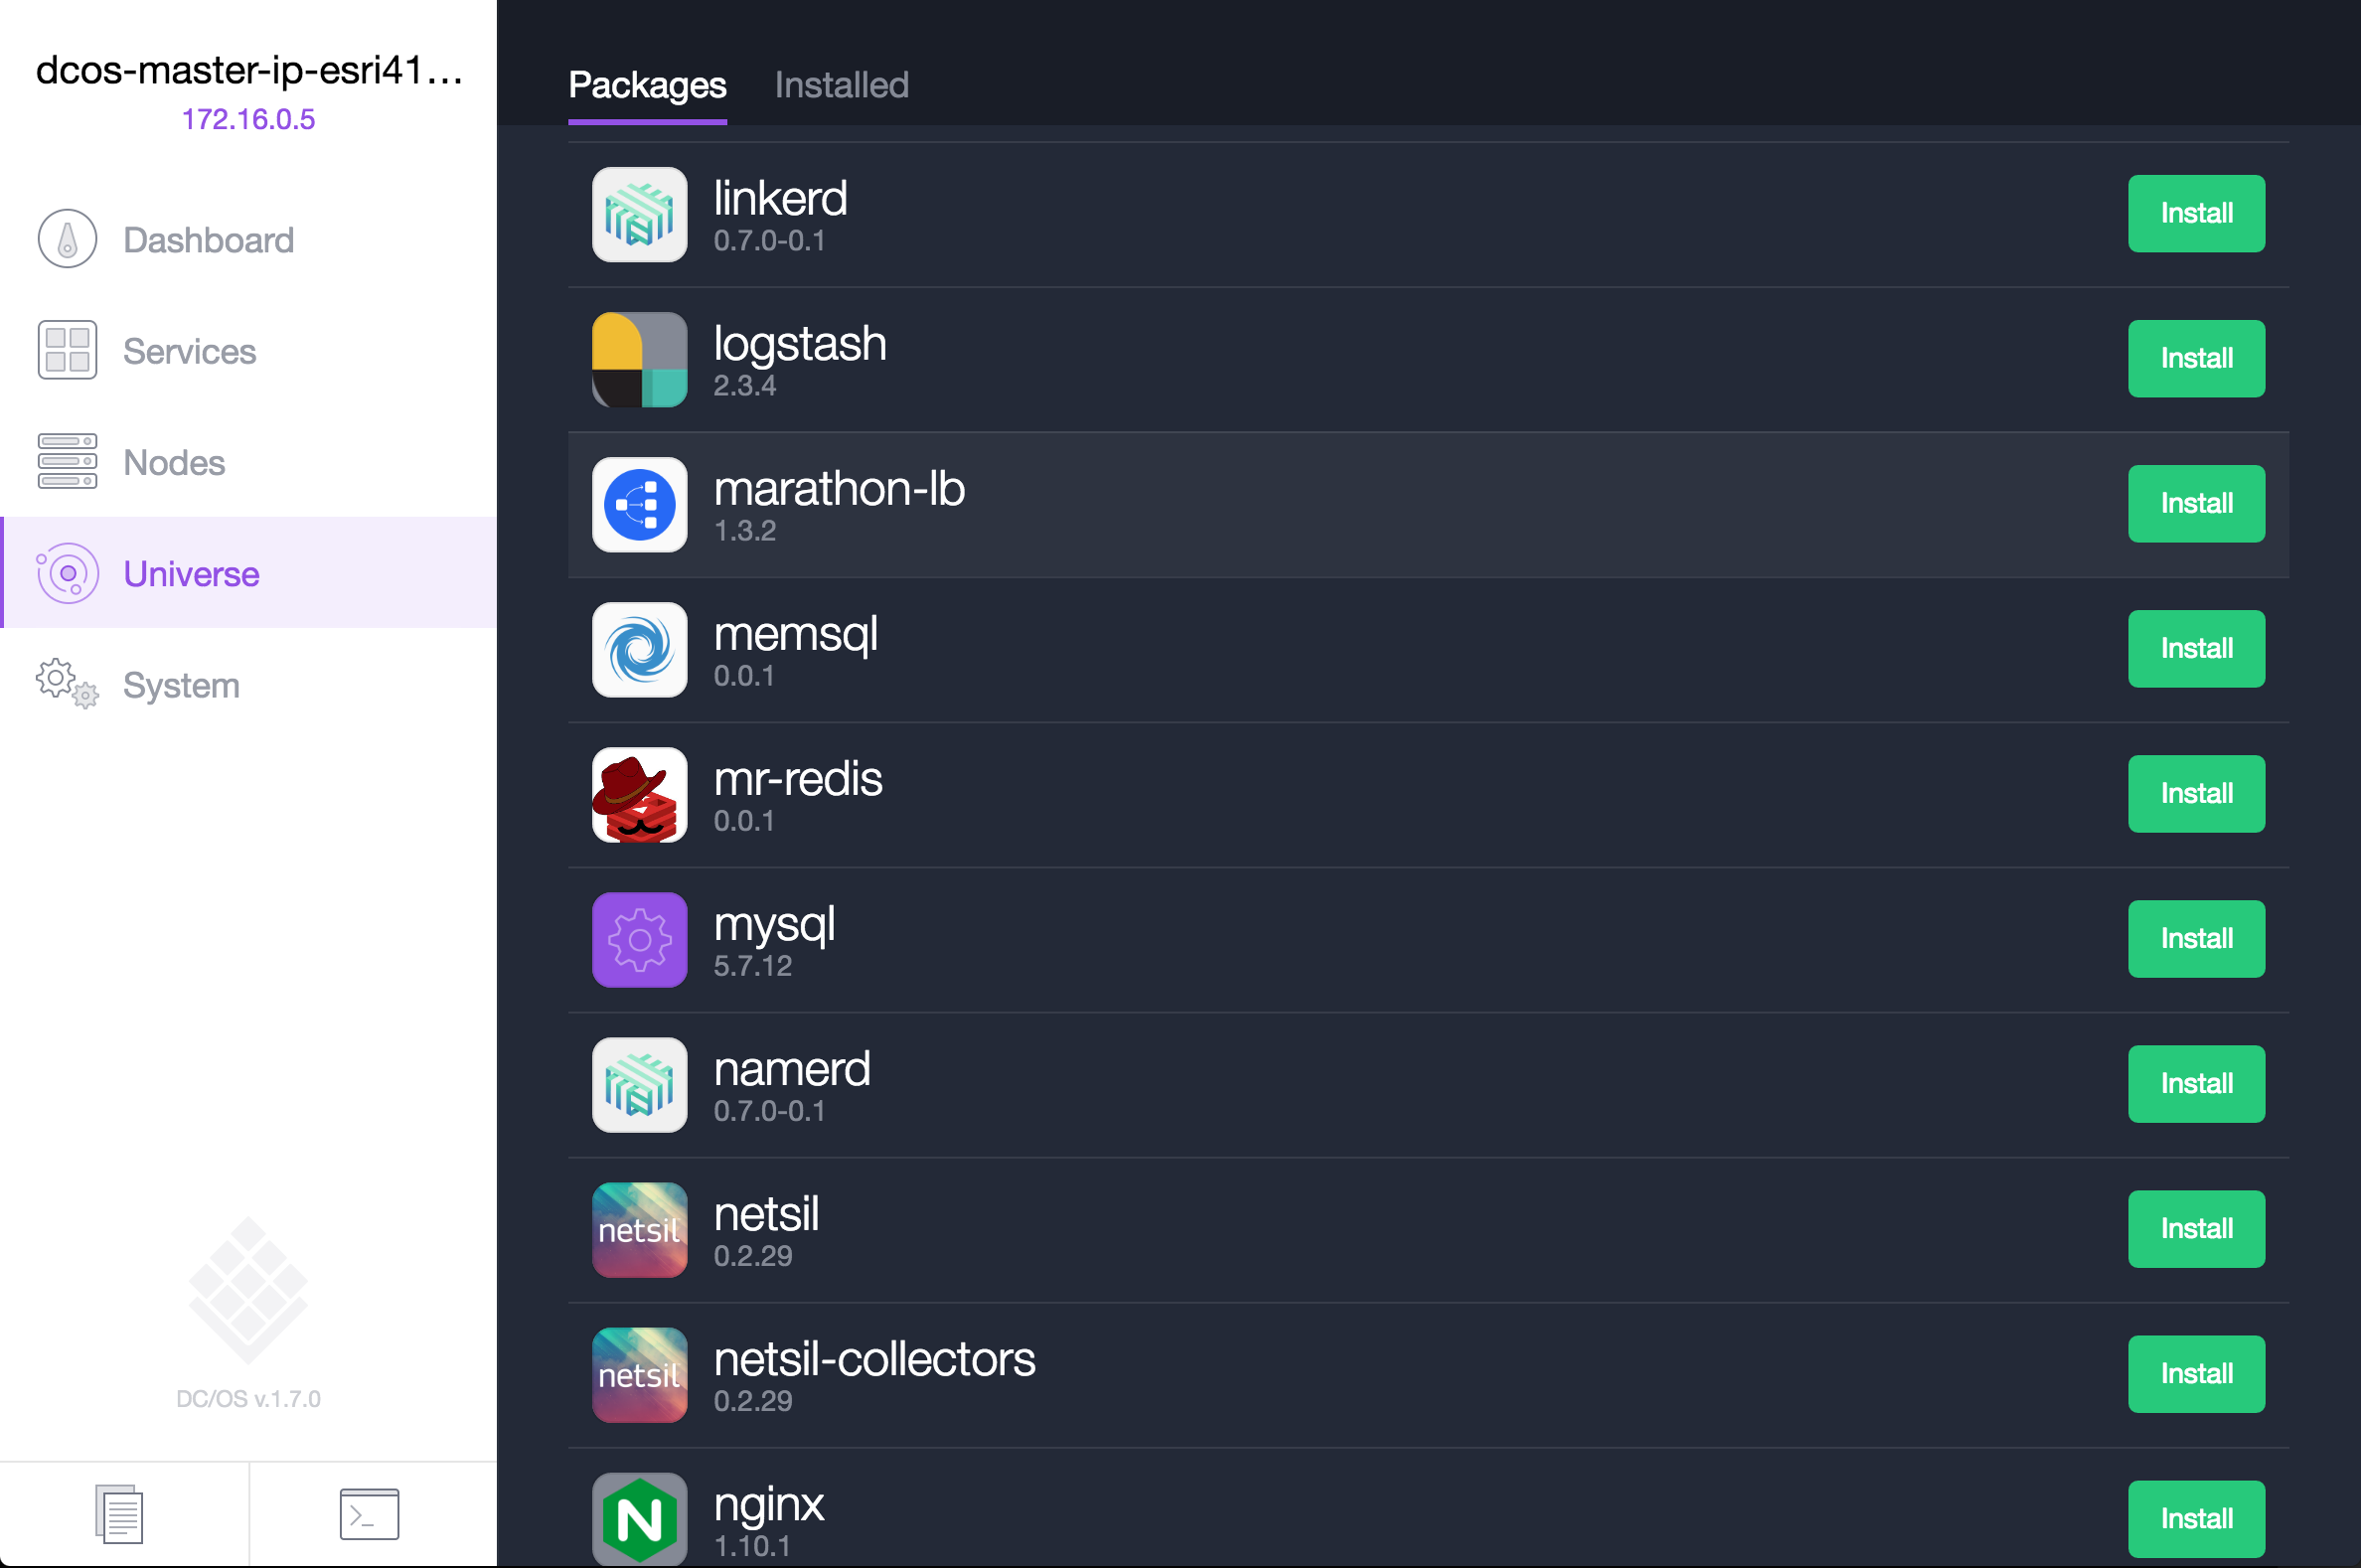 dcos-master-ip-esri41...
172.16.0.5
Dashboard
Services
Nodes
Universe
System
DC/OS v.1.7.0
Packages Installed
linkerd
0.7.0-0.1
Install
logstash
2.3.4
Install
marathon-lb
1.3.2
Install
memsql
0.0.1
Install
mr-redis
0.0.1
Install
mysql
5.7.12
Install
namerd
0.7.0-0.1
Install
netsil
netsil
0.2.29
Install
netsil
netsil-collectors
0.2.29
Install
N
nginx
1.10.1
Install